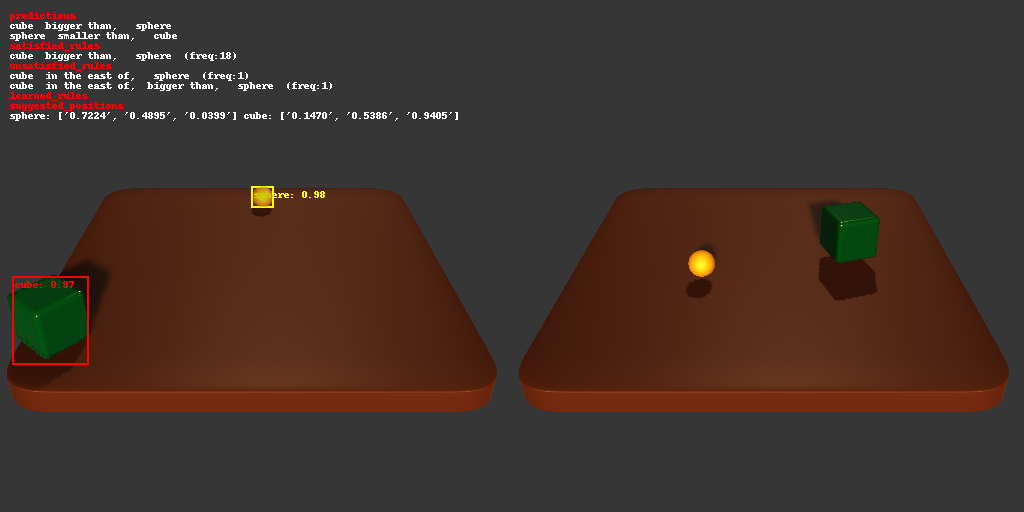 predictions
cube bigger than, sphere
sphere smaller than, cube
satisfied_rules
cube bigger than, sphere (freq:18)
unsatisfied_rules
cube in the east of, sphere (freq:1)
cube in the east of, bigger than, sphere (freq:1)
learned_rules
suggested_positions
sphere: ['0.7224', '0.4895', '0.0399'] cube: ['0.1470', '0.5386', '0.9405']
sphere: 0.98
cube: 0.97